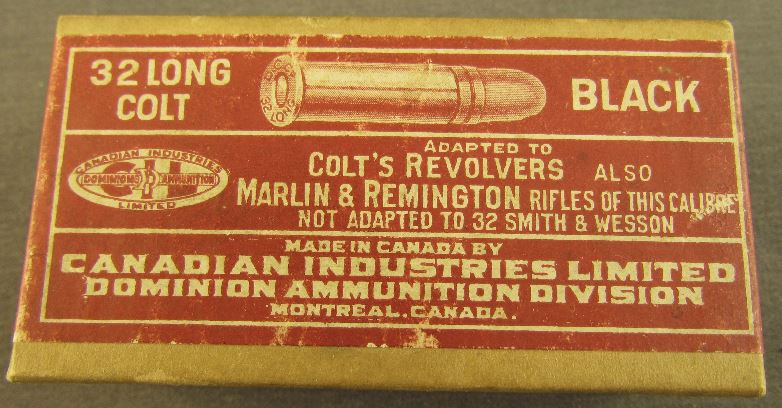 32 LONG
COLT
32 LONG
BLACK
ADAPTED TO
COLT'S REVOLVERS ALSO
MARLIN & REMINGTON RIFLES OF THIS CALIBRE
NOT ADAPTED TO 32 SMITH & WESSON
CANADIAN INDUSTRIES
DOMINION AMMUNITION
LIMITED
MADE IN CANADA BY
CANADIAN INDUSTRIES LIMITED
DOMINION AMMUNITION DIVISION
MONTREAL, CANADA.